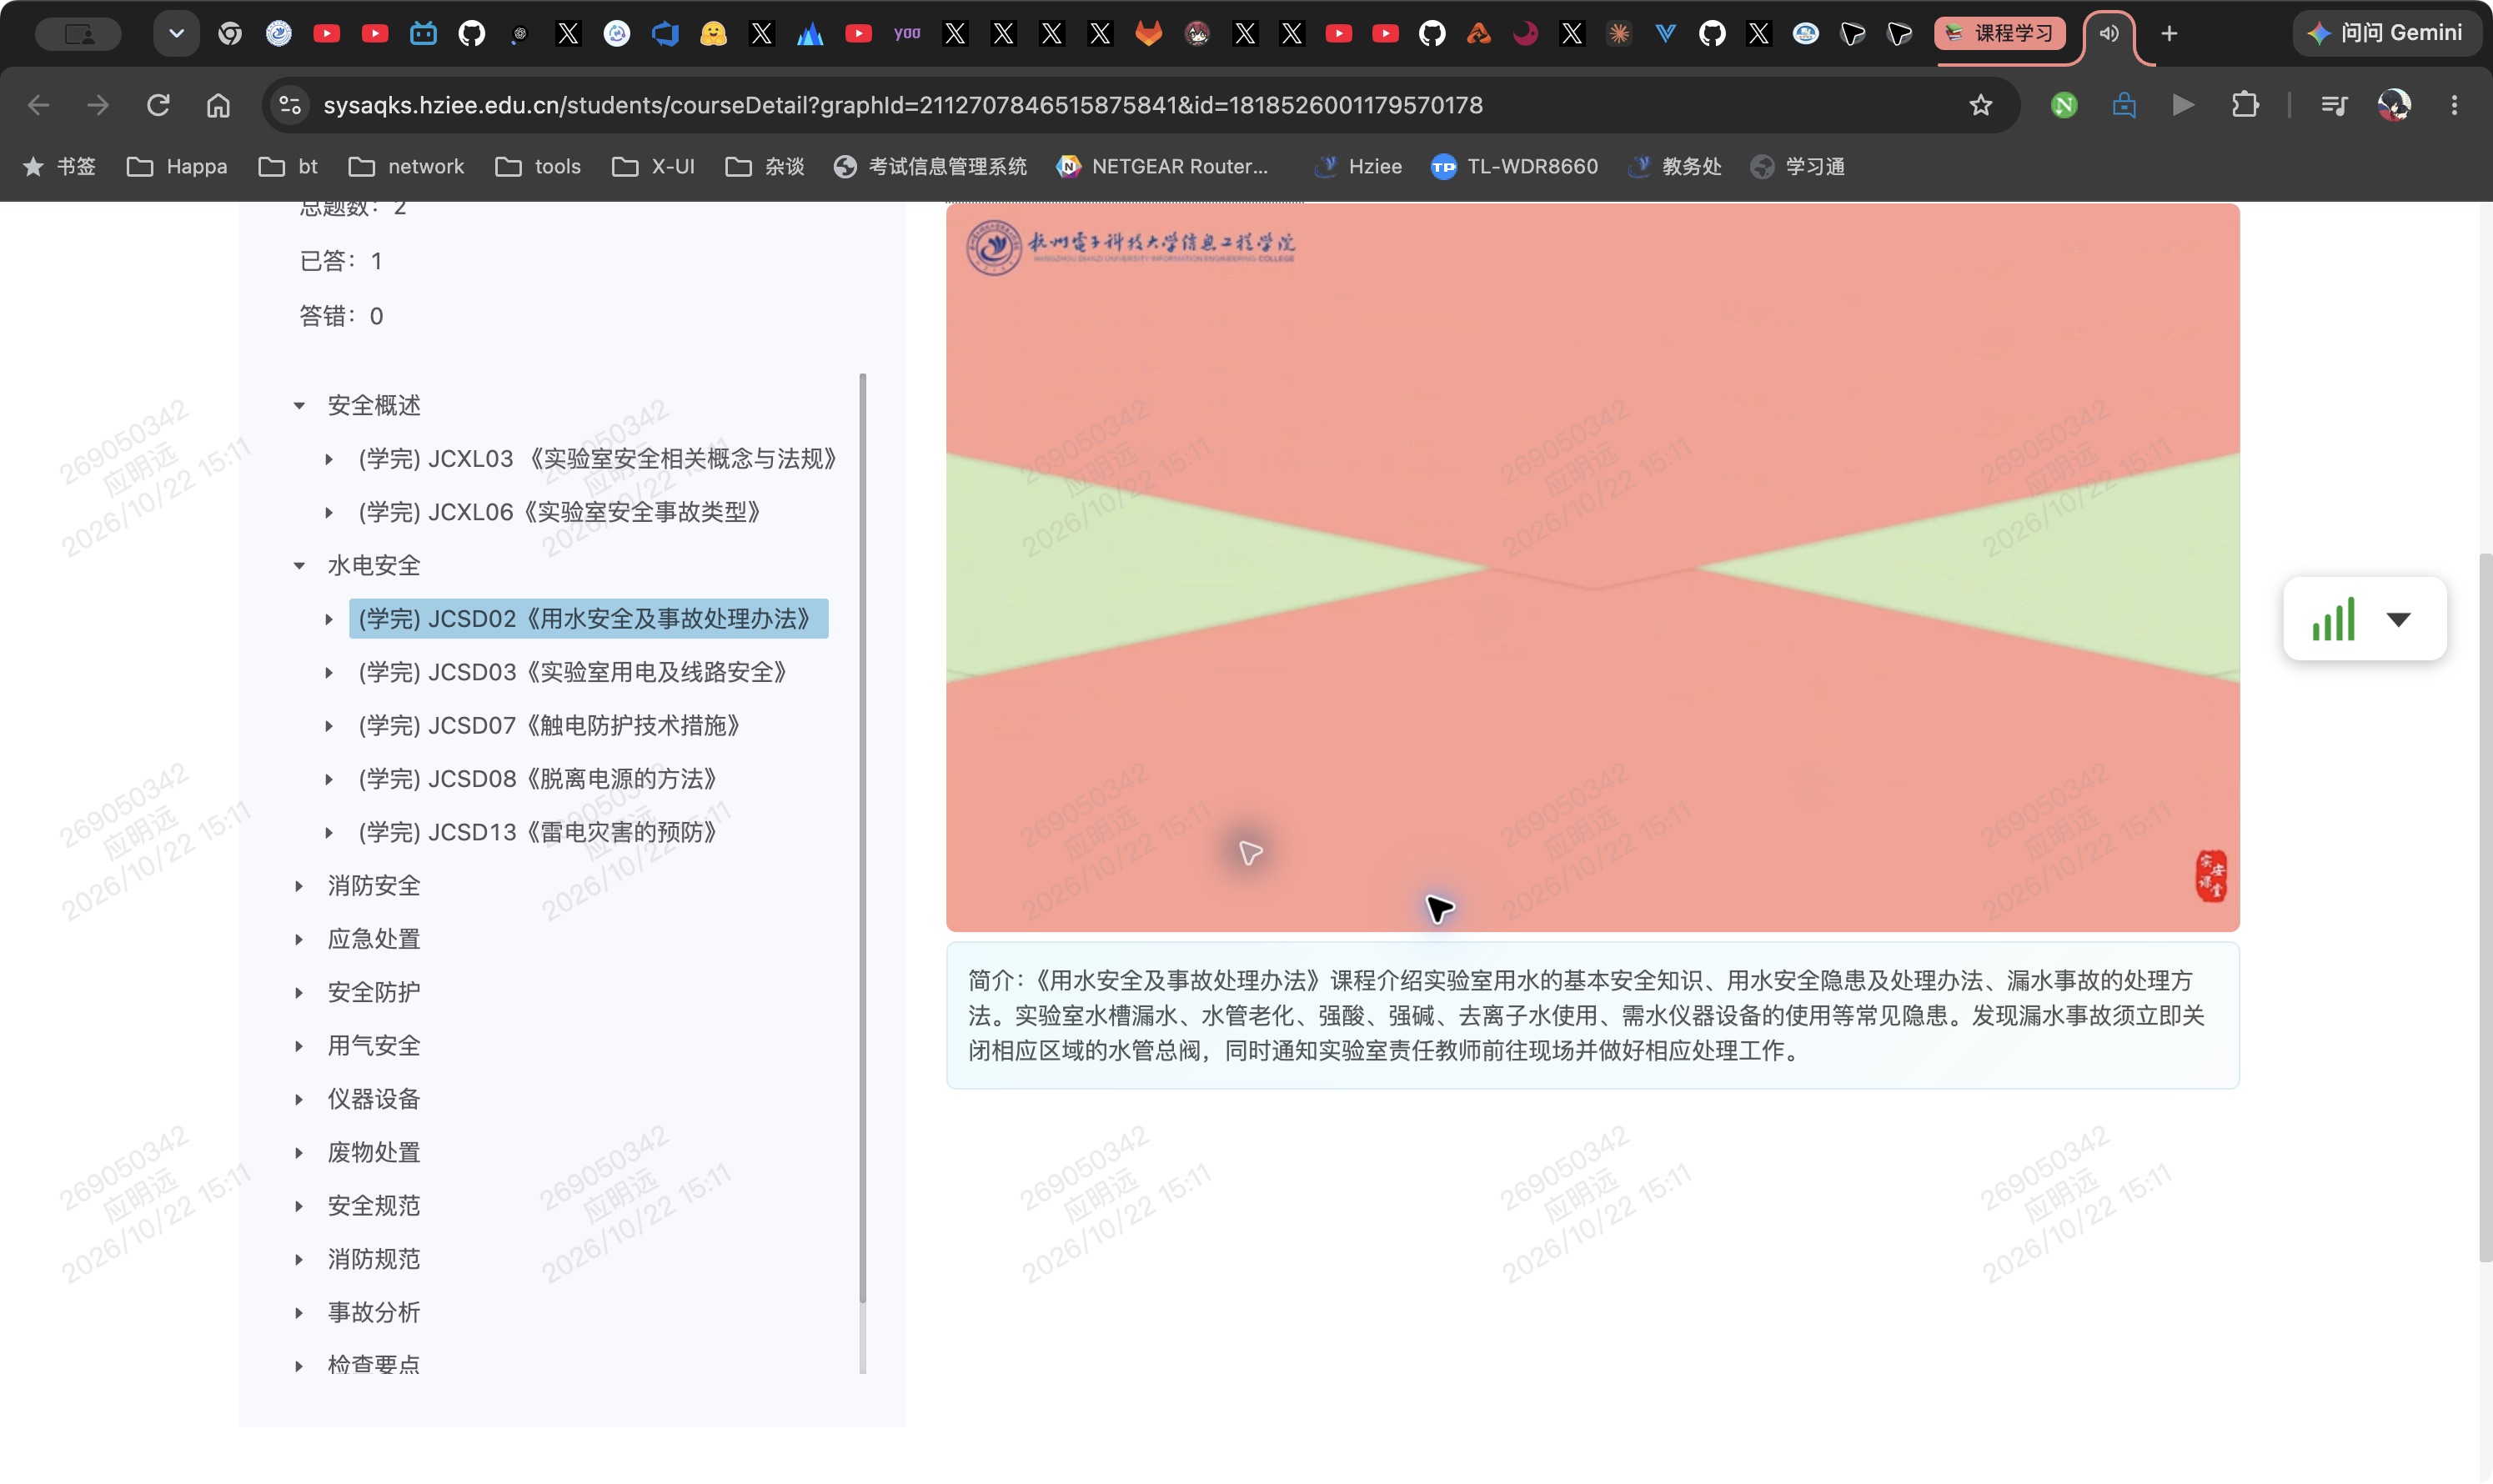 yoo
课程学习
问问 Gemini
sysaqks.hziee.edu.cn/students/courseDetail?graphId=2112707846515875841&id=1818526001179570178
书签
Happa
bt
network
tools
X-UI
杂谈
考试信息管理系统
NETGEAR Router...
Hziee
TL-WDR8660
教务处
学习通
总题数：2
已答：1
答错：0
安全概述
(学完) JCXL03 《实验室安全相关概念与法规》
(学完) JCXL06《实验室安全事故类型》
水电安全
(学完) JCSD02《用水安全及事故处理办法》
(学完) JCSD03《实验室用电及线路安全》
(学完) JCSD07《触电防护技术措施》
(学完) JCSD08《脱离电源的方法》
(学完) JCSD13《雷电灾害的预防》
消防安全
应急处置
安全防护
用气安全
仪器设备
废物处置
安全规范
消防规范
事故分析
检查要点
杭州电子科技大学信息工程学院
HANGZHOU DIANZI UNIVERSITY INFORMATION ENGINEERING COLLEGE
实安课堂
简介：《用水安全及事故处理办法》课程介绍实验室用水的基本安全知识、用水安全隐患及处理办法、漏水事故的处理方
法。实验室水槽漏水、水管老化、强酸、强碱、去离子水使用、需水仪器设备的使用等常见隐患。发现漏水事故须立即关
闭相应区域的水管总阀，同时通知实验室责任教师前往现场并做好相应处理工作。
269050342
应明远
2026/10/22 15:11